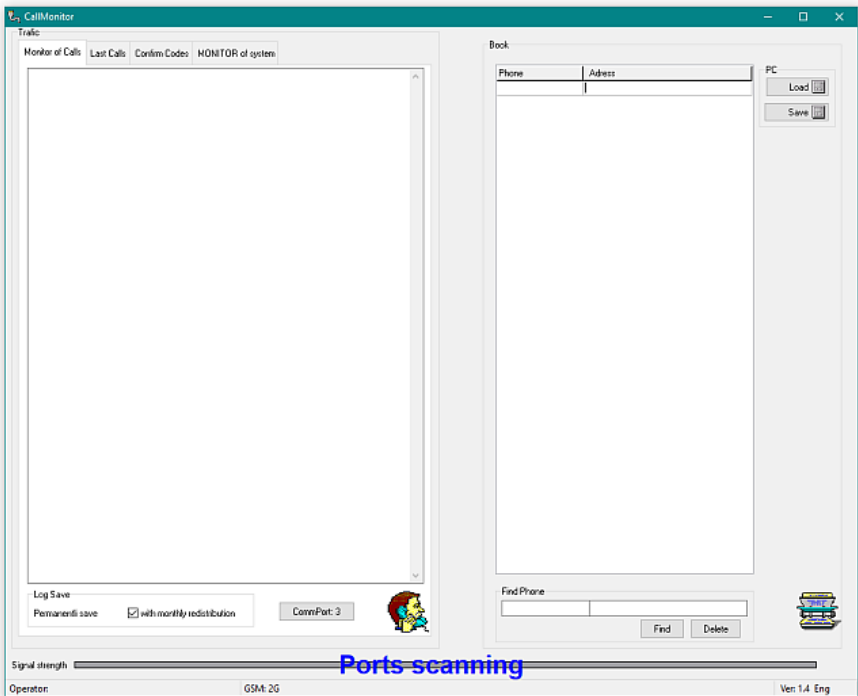 CallMonitor
Trafic
Monitor of Calls Last Calls Confirm Codes MONITOR of system
Book
Phone Adress
PC
Load
Save
Log Save
Permanentli save with monthly redistribution
CommPort: 3
Find Phone
Find Delete
Signal strength
Ports scanning
Operator: GSM: 2G Ver: 1.4 Eng